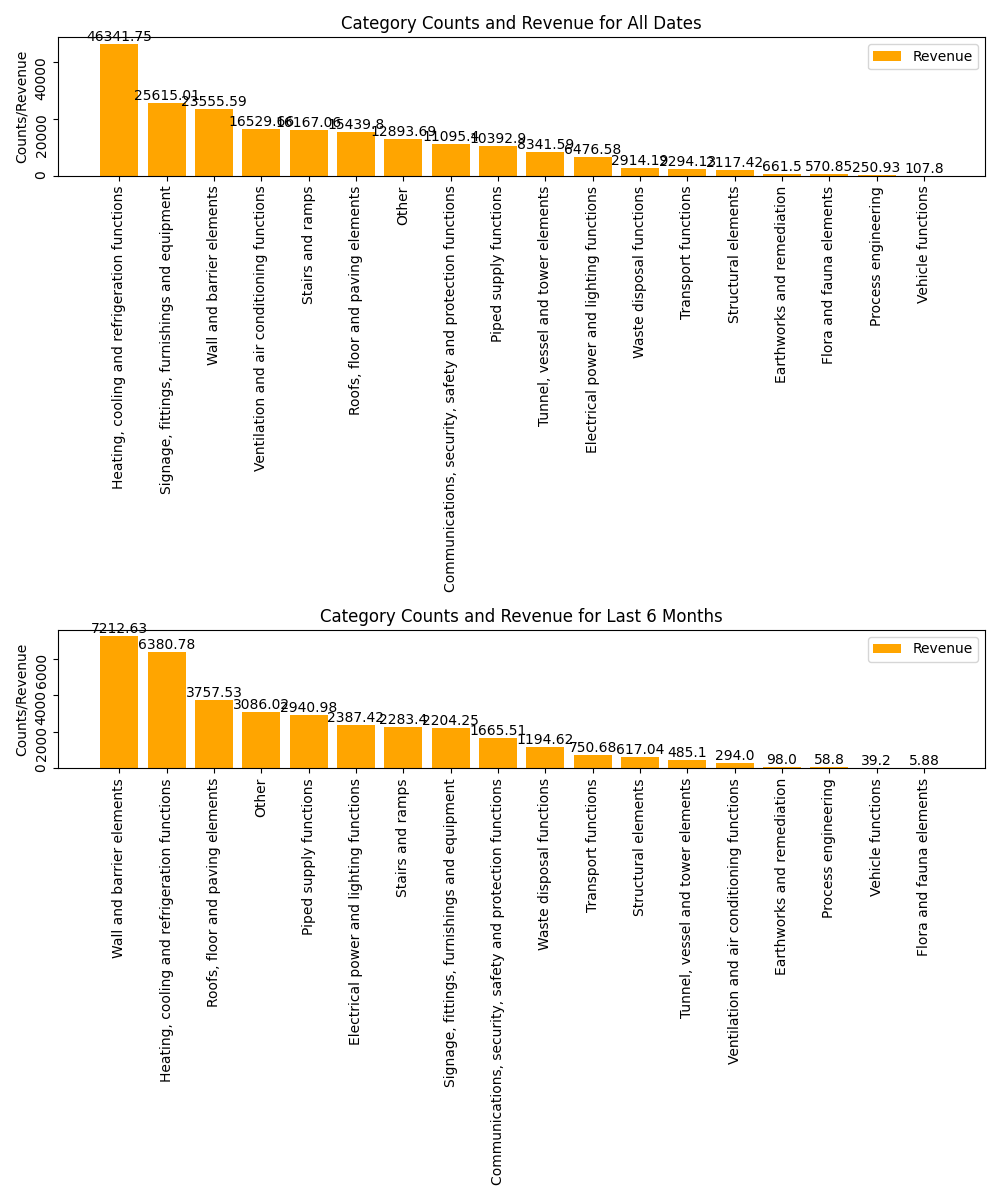 Category Counts and Revenue for All Dates
Counts/Revenue
40000
20000
0
Revenue
46341.75
25615.01
23555.59
16529.66
16167.06
15439.8
12893.69
11095.4
10392.9
8341.59
6476.58
2914.19
2294.13
2117.42
661.5
570.85
250.93
107.8
Heating, cooling and refrigeration functions
Signage, fittings, furnishings and equipment
Wall and barrier elements
Ventilation and air conditioning functions
Stairs and ramps
Roofs, floor and paving elements
Other
Communications, security, safety and protection functions
Piped supply functions
Tunnel, vessel and tower elements
Electrical power and lighting functions
Waste disposal functions
Transport functions
Structural elements
Earthworks and remediation
Flora and fauna elements
Process engineering
Vehicle functions
Category Counts and Revenue for Last 6 Months
Counts/Revenue
6000
4000
2000
0
Revenue
7212.63
6380.78
3757.53
3086.02
2940.98
2387.42
2283.4
2204.25
1665.51
1194.62
750.68
617.04
485.1
294.0
98.0
58.8
39.2
5.88
Wall and barrier elements
Heating, cooling and refrigeration functions
Roofs, floor and paving elements
Other
Piped supply functions
Electrical power and lighting functions
Stairs and ramps
Signage, fittings, furnishings and equipment
Communications, security, safety and protection functions
Waste disposal functions
Transport functions
Structural elements
Tunnel, vessel and tower elements
Ventilation and air conditioning functions
Earthworks and remediation
Process engineering
Vehicle functions
Flora and fauna elements